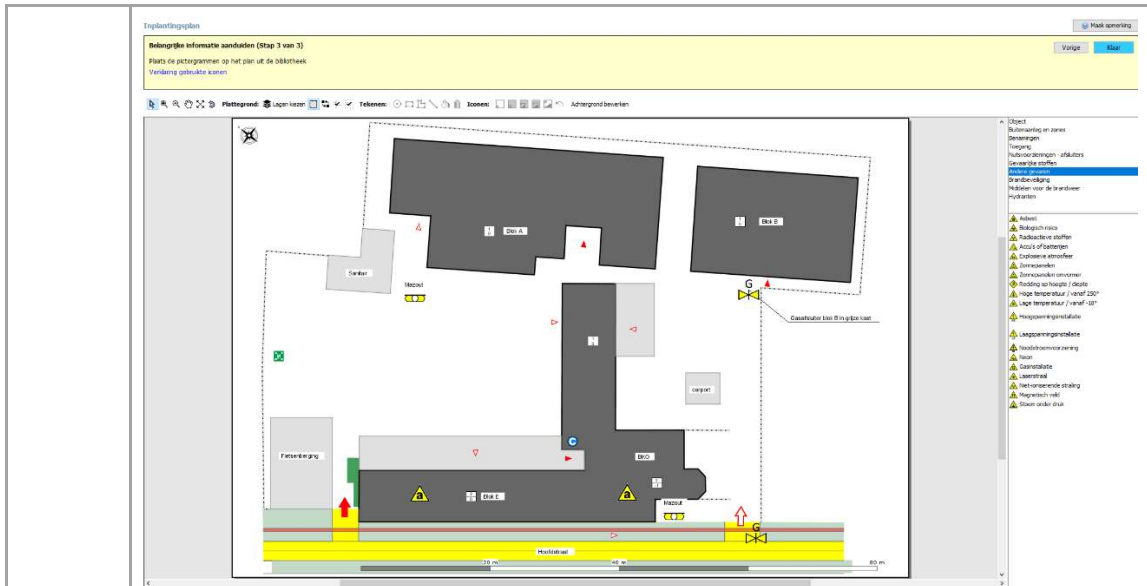 Inplantingsplan
Maak opmerking
Belangrijke informatie aanduiden (Stap 3 van 3)
Vorige
Klaar
Plaats de pictogrammen op het plan uit de bibliotheek
Verklaring gebruikte iconen
Plattegrond: Lagen kiezen Tekenen: Iconen: Achtergrond bewerken
Object
Buitenaanleg en zones
Benamingen
Toegang
Nutsvoorzieningen - afsluiters
Gevaarlijke stoffen
Andere gevaren
Brandbeveiliging
Middelen voor de brandweer
Hydranten
Asbest
Biologisch risico
Radioactieve stoffen
Accu's of batterijen
Explosieve atmosfeer
Zonnepanelen
Zonnepanelen omvormer
Redding op hoogte / diepte
Hoge temperatuur / vanaf 250°
Lage temperatuur / vanaf -10°
Hoogspanningsinstallatie
Laagspanningsinstallatie
Noodstroomvoorziening
Neon
Gasinstallatie
Laserstraal
Niet-ioniserende straling
Magnetisch veld
Stoom onder druk
Blok A
Blok B
Sanitair
Mazout
G
Gasafsluiter blok B in grijze kast
carport
C
Fietsenberging
BKO
a
Blok E
a
Mazout
G
Hoofdstraat
20 m
40 m
60 m